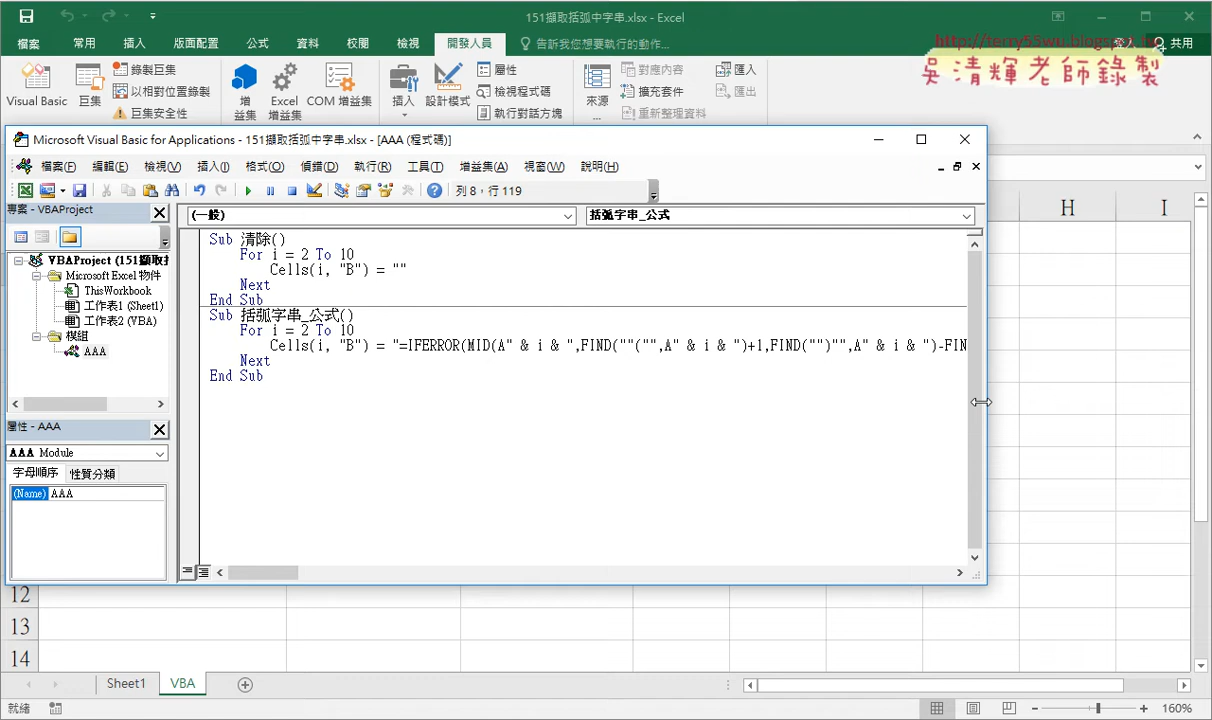 151擷取括弧中字串.xlsx - Excel
檔案 常用 插入 版面配置 公式 資料 校閱 檢視 開發人員 告訴我您想要執行的動作... 登入 共用
http://terry55wu.blogspot.tw
吳清輝老師錄製
Visual Basic 巨集 錄製巨集 以相對位置錄製 巨集安全性 增益集 Excel 增益集 COM 增益集 插入 設計模式 屬性 檢視程式碼 執行對話方塊 來源 對應內容 擴充套件 重新整理資料 匯入 匯出
Microsoft Visual Basic for Applications - 151擷取括弧中字串.xlsx - [AAA (程式碼)]
檔案(F) 編輯(E) 檢視(V) 插入(I) 格式(O) 偵錯(D) 執行(R) 工具(T) 增益集(A) 視窗(W) 說明(H)
列 8，行 119
專案 - VBAProject
(一般) 括弧字串_公式
VBAProject (151擷取括
Microsoft Excel 物件
ThisWorkbook
工作表1 (Sheet1)
工作表2 (VBA)
模組
AAA
屬性 - AAA
AAA Module
字母順序 性質分類
(Name) AAA
Sub 清除()
For i = 2 To 10
Cells(i, "B") = ""
Next
End Sub
Sub 括弧字串_公式()
For i = 2 To 10
Cells(i, "B") = "=IFERROR(MID(A" & i & ",FIND(""("",A" & i & ")+1,FIND("")"",A" & i & ")-FIN
Next
End Sub
H I
12
13
14
Sheet1 VBA
就緒 160%